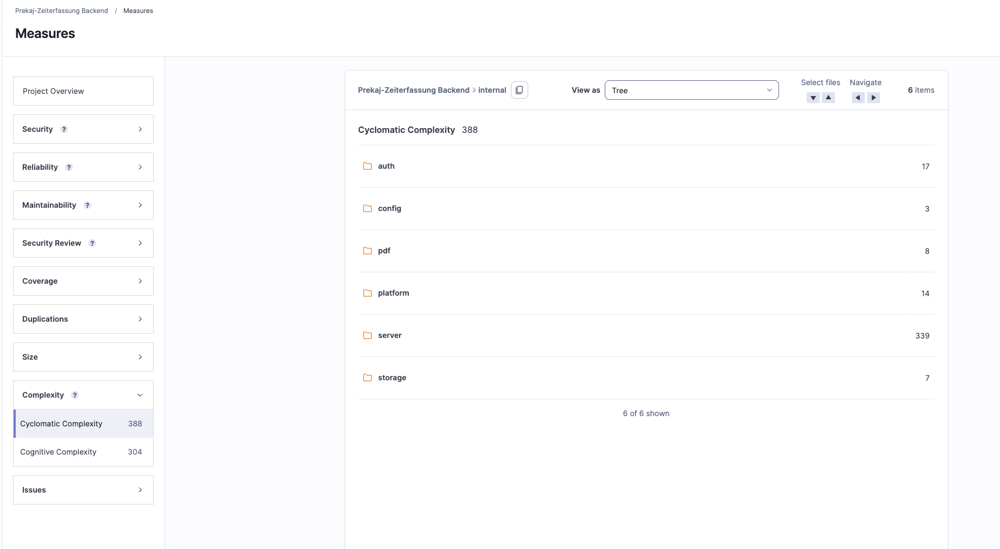 Prekaj-Zeiterfassung Backend / Measures
Measures
Project Overview
Security ?
Reliability ?
Maintainability ?
Security Review ?
Coverage
Duplications
Size
Complexity ?
Cyclomatic Complexity 388
Cognitive Complexity 304
Issues
Prekaj-Zeiterfassung Backend > internal
View as Tree
Select files
Navigate
6 items
Cyclomatic Complexity 388
auth 17
config 3
pdf 8
platform 14
server 339
storage 7
6 of 6 shown